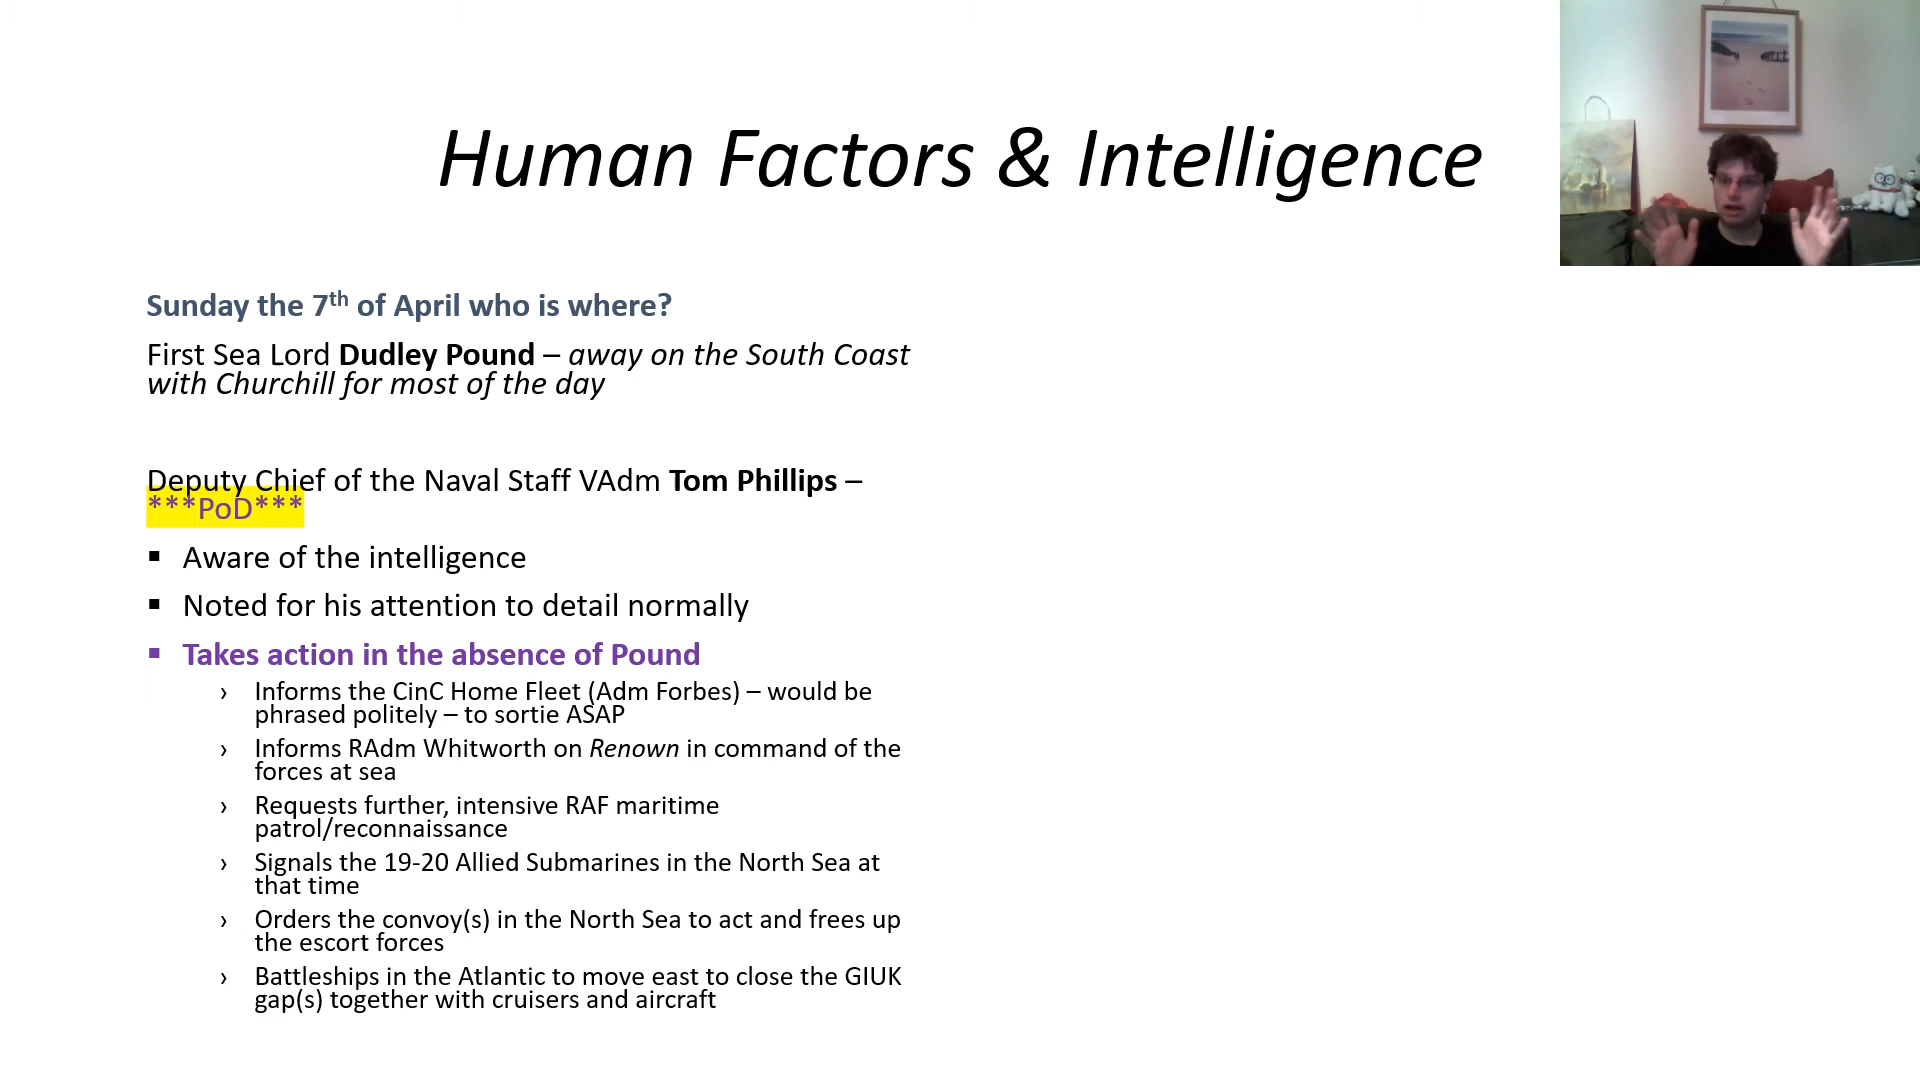 Human Factors & Intelligence
Sunday the 7th of April who is where?
First Sea Lord Dudley Pound – away on the South Coast
with Churchill for most of the day
Deputy Chief of the Naval Staff VAdm Tom Phillips –
***PoD***
▪ Aware of the intelligence
▪ Noted for his attention to detail normally
▪ Takes action in the absence of Pound
› Informs the CinC Home Fleet (Adm Forbes) – would be
phrased politely – to sortie ASAP
› Informs RAdm Whitworth on Renown in command of the
forces at sea
› Requests further, intensive RAF maritime
patrol/reconnaissance
› Signals the 19-20 Allied Submarines in the North Sea at
that time
› Orders the convoy(s) in the North Sea to act and frees up
the escort forces
› Battleships in the Atlantic to move east to close the GIUK
gap(s) together with cruisers and aircraft